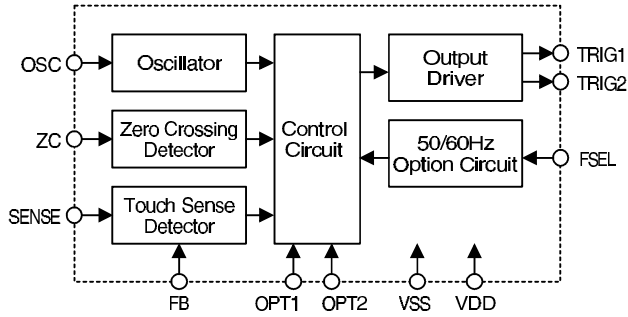 OSC
Oscillator
Output
Driver
TRIG1
TRIG2
ZC
Zero Crossing
Detector
Control
Circuit
50/60Hz
Option Circuit
FSEL
SENSE
Touch Sense
Detector
FB
OPT1
OPT2
VSS
VDD